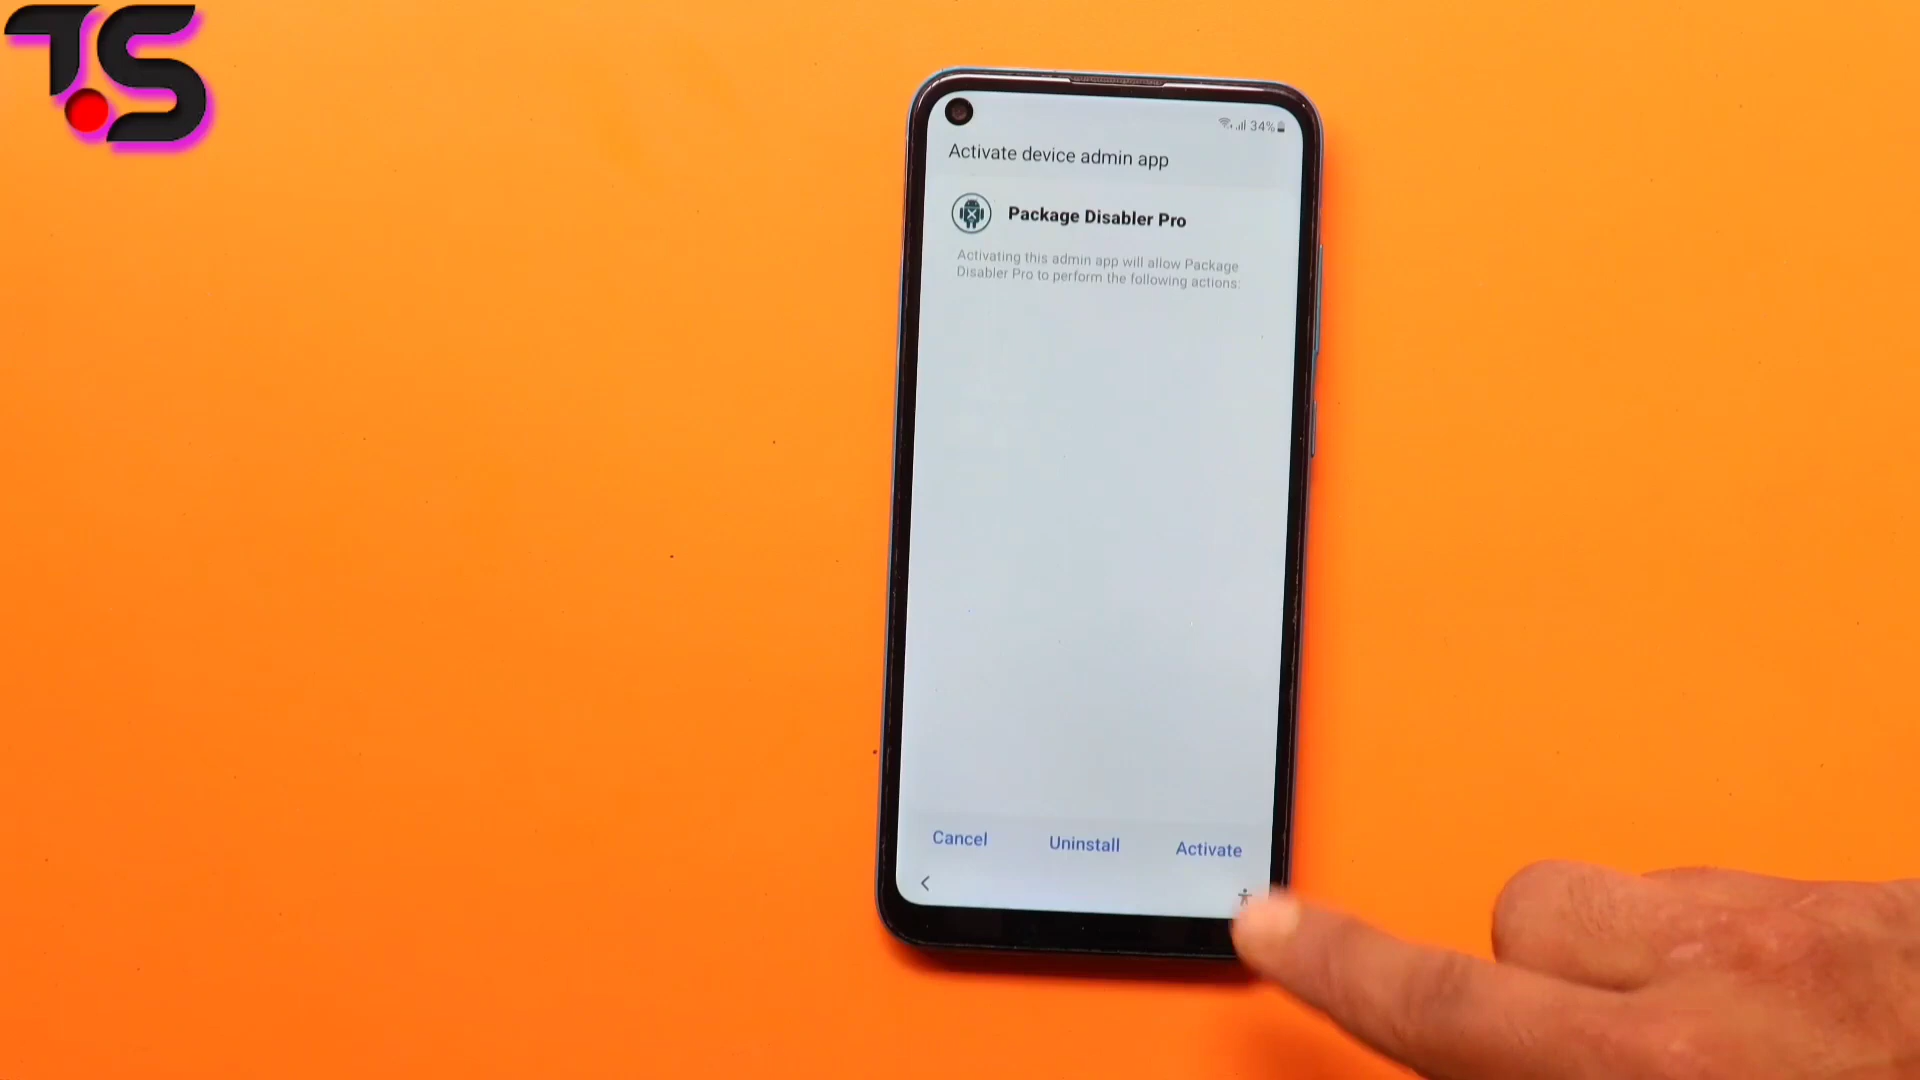 T.S
34%
Activate device admin app
Package Disabler Pro
Activating this admin app will allow Package
Disabler Pro to perform the following actions:
Cancel
Uninstall
Activate